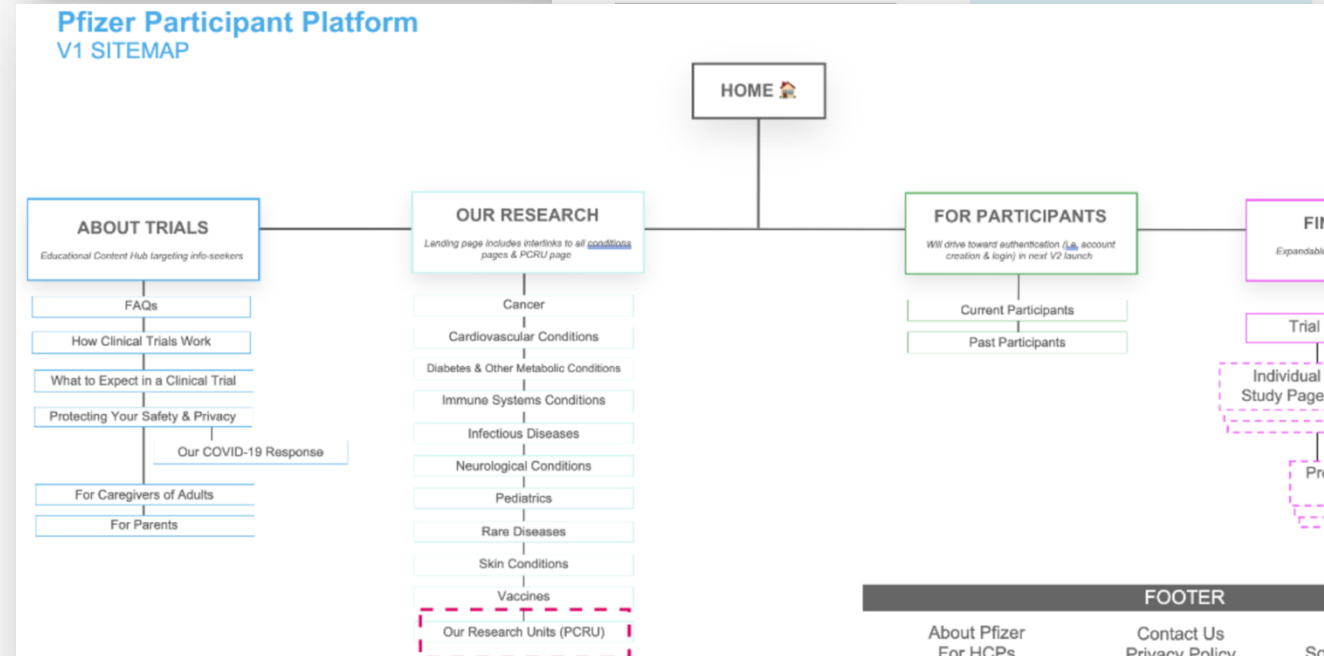 Pfizer Participant Platform
V1 SITEMAP
HOME
ABOUT TRIALS
Educational Content Hub targeting info-seekers
FAQs
How Clinical Trials Work
What to Expect in a Clinical Trial
Protecting Your Safety & Privacy
Our COVID-19 Response
For Caregivers of Adults
For Parents
OUR RESEARCH
Landing page includes interlinks to all conditions
pages & PCRU page
Cancer
Cardiovascular Conditions
Diabetes & Other Metabolic Conditions
Immune Systems Conditions
Infectious Diseases
Neurological Conditions
Pediatrics
Rare Diseases
Skin Conditions
Vaccines
Our Research Units (PCRU)
FOR PARTICIPANTS
Will drive toward authentication (i.e. account
creation & login) in next V2 launch
Current Participants
Past Participants
Expandable
Trial
Individual
Study Page
FOOTER
About Pfizer
For HCPs
Contact Us
Privacy Policy